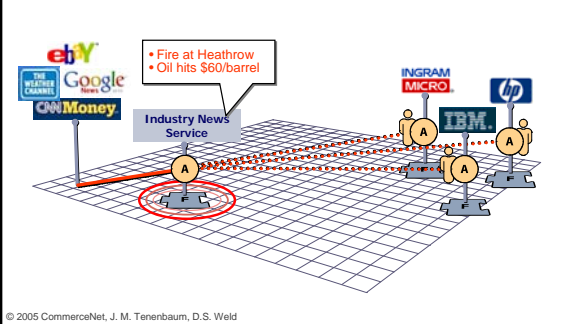 ebY
• Fire at Heathrow
• Oil hits $60/barrel
THE
WEATHER
CHANNEL
Google
News
CNNMoney
INGRAM
MICRO
hp
IBM
Industry News
Service
A
A
A
A
F
F
F
F
© 2005 CommerceNet, J. M. Tenenbaum, D.S. Weld